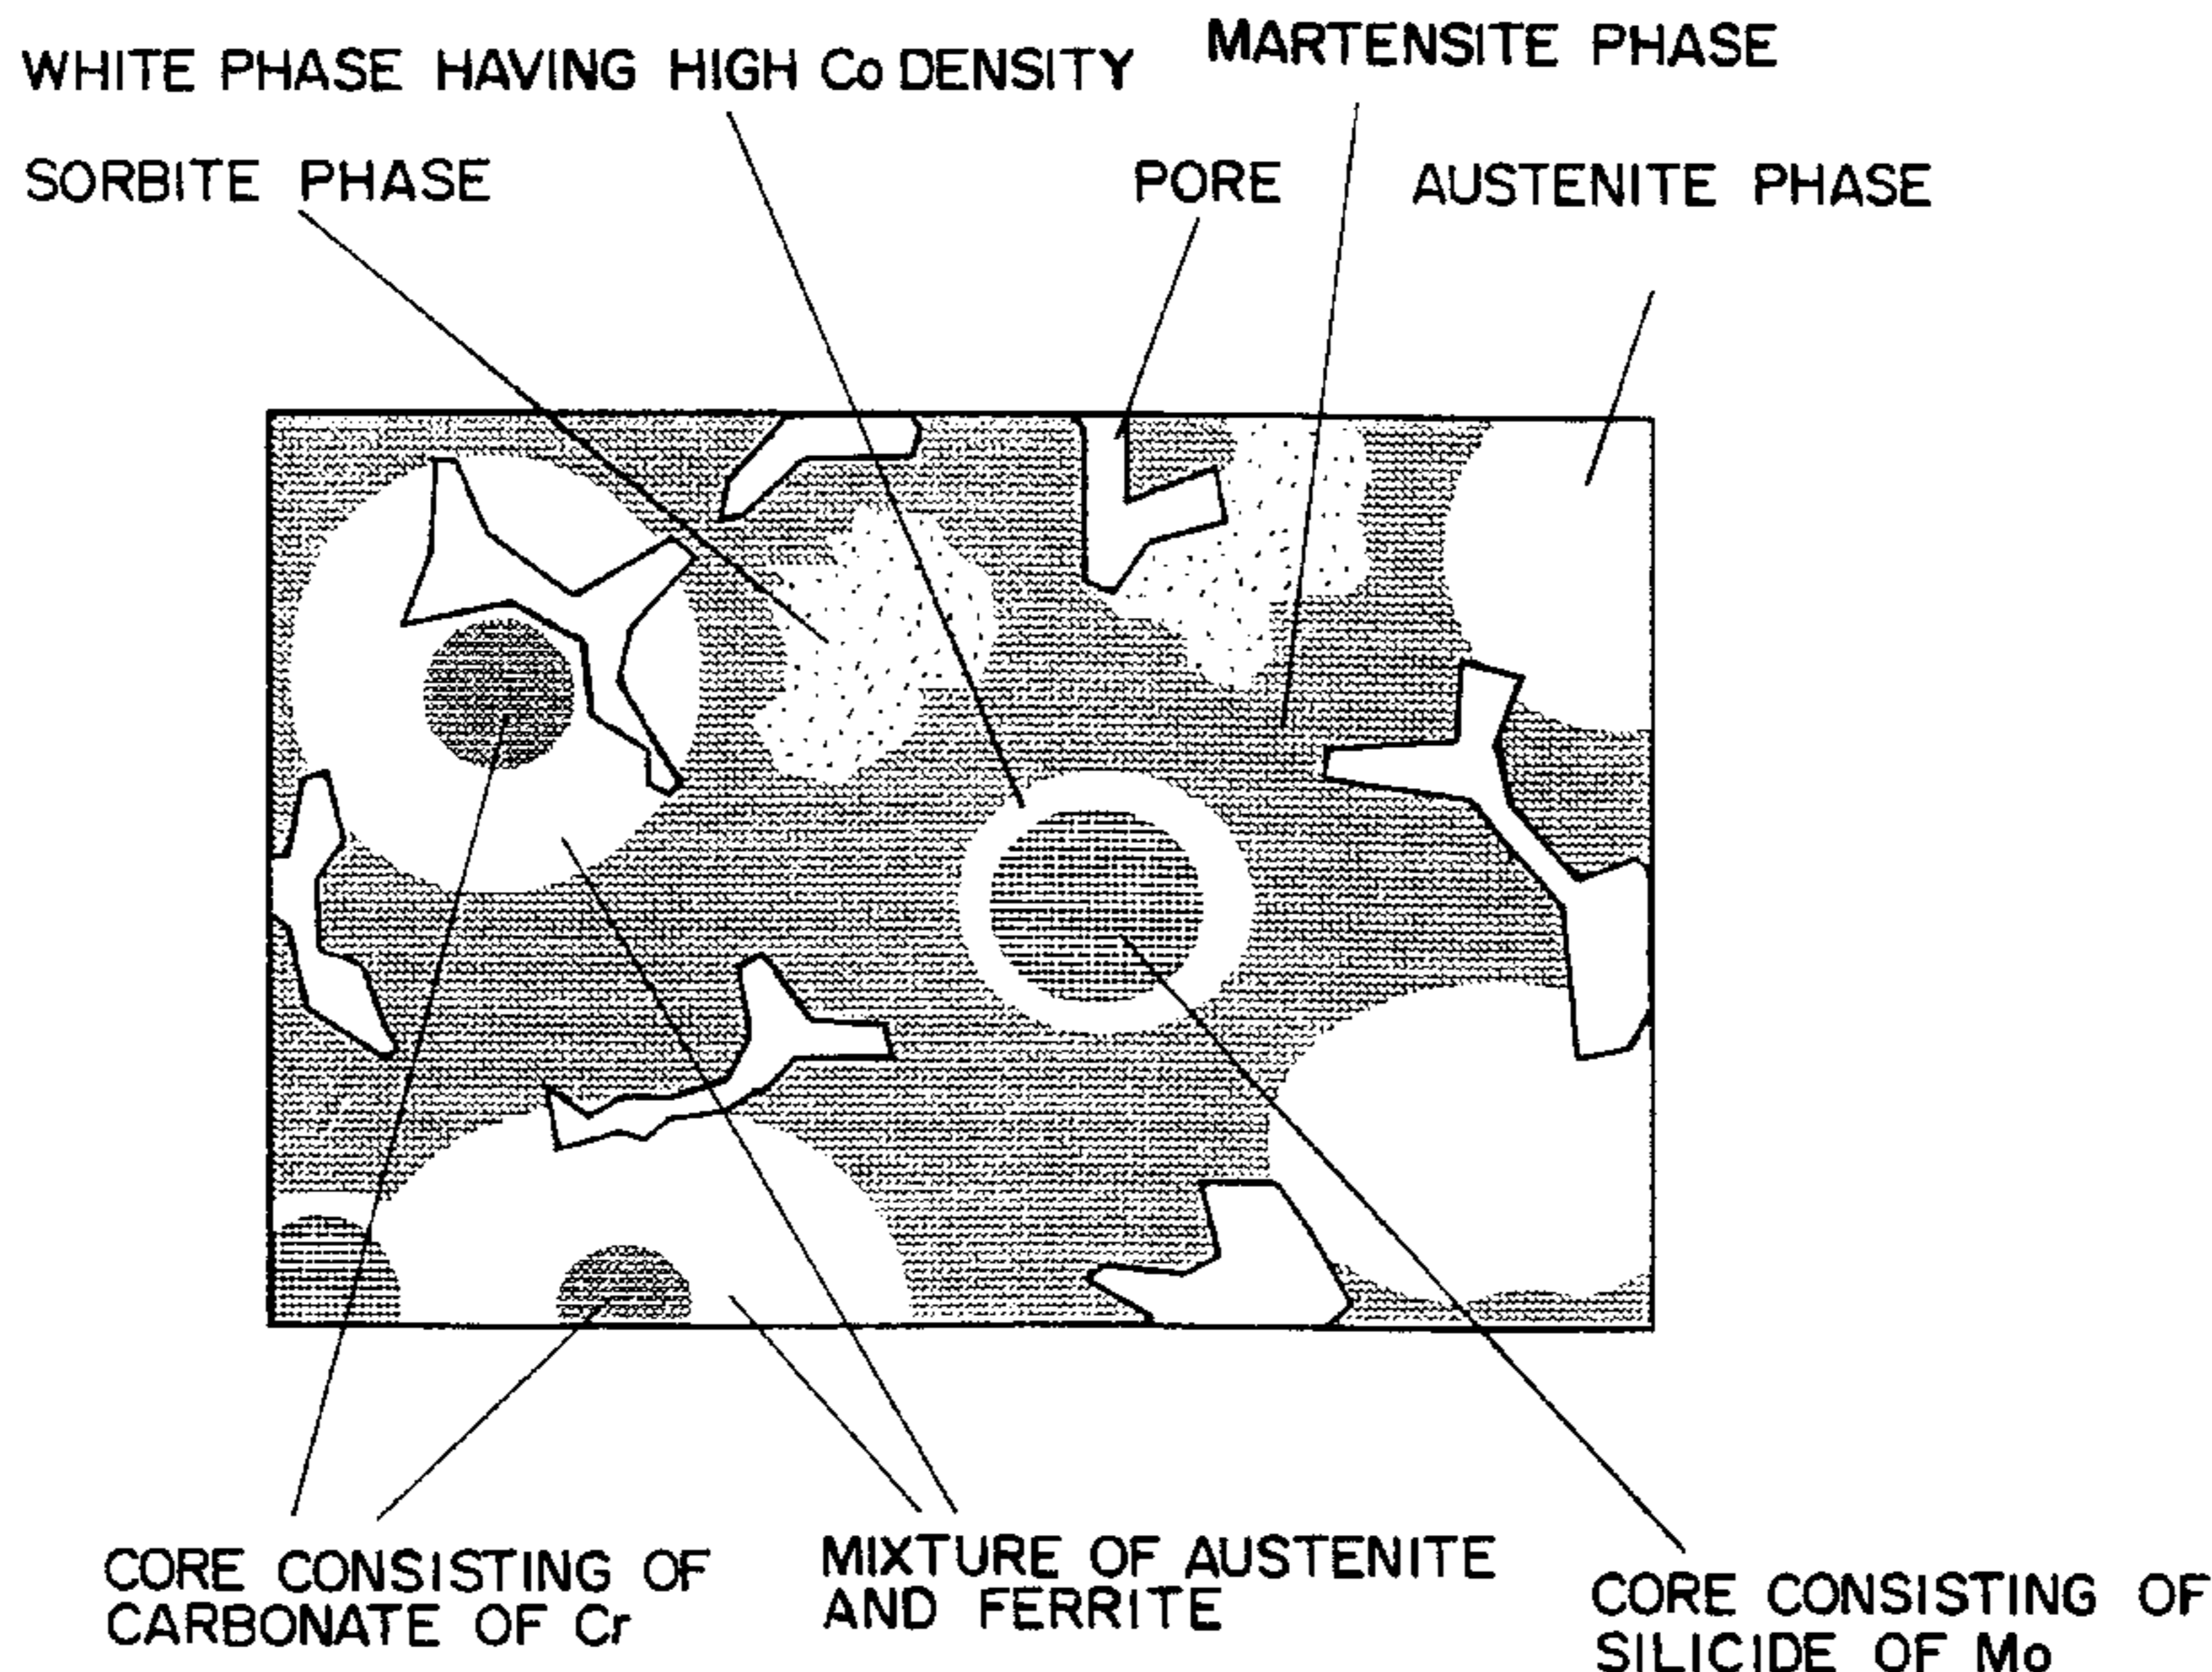 WHITE PHASE HAVING HIGH Co DENSITY
MARTENSITE PHASE
SORBITE PHASE
PORE
AUSTENITE PHASE
CORE CONSISTING OF
CARBONATE OF Cr
MIXTURE OF AUSTENITE
AND FERRITE
CORE CONSISTING OF
SILICIDE OF Mo